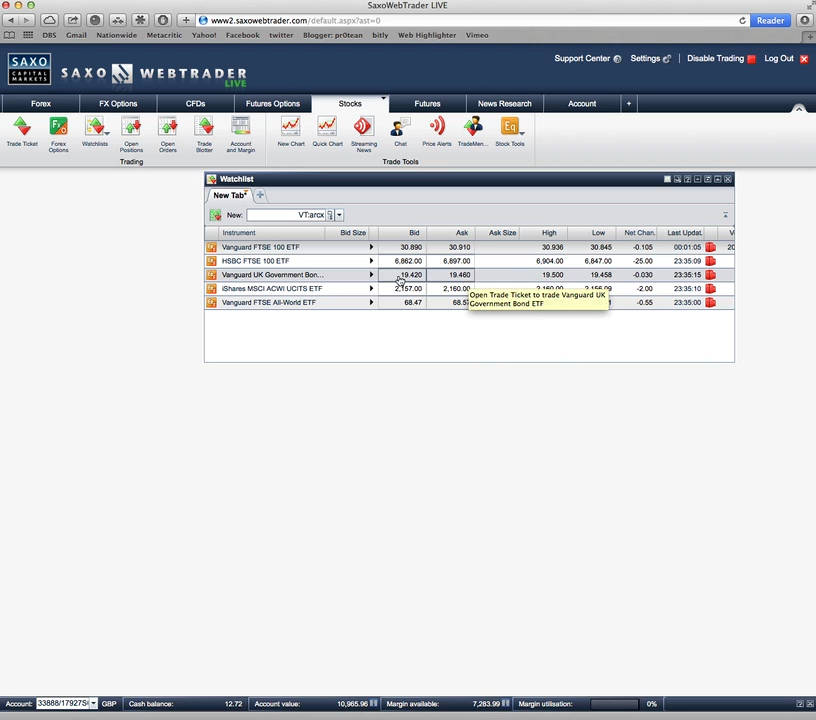 SaxoWebTrader LIVE
www2.saxowebtrader.com/default.aspx?ast=0
Reader
DBS Gmail Nationwide Metacritic Yahoo! Facebook twitter Blogger: pr0tean bitly Web Highlighter Vimeo
SAXO CAPITAL MARKETS
SAXO WEBTRADER LIVE
Support Center Settings Disable Trading Log Out
Forex FX Options CFDs Futures Options Stocks Futures News Research Account +
Trade Ticket Forex Options Watchlists Open Positions Open Orders Trade Blotter Account and Margin New Chart Quick Chart Streaming News Chat Price Alerts TradeMen... Stock Tools
Trading Trade Tools
Watchlist
New Tab
New: VT:arcx
Instrument Bid Size Bid Ask Ask Size High Low Net Chan. Last Updat. V
Vanguard FTSE 100 ETF 30.890 30.910 30.936 30.845 -0.105 00:01:05 20
HSBC FTSE 100 ETF 6,862.00 6,897.00 6,904.00 6,847.00 -25.00 23:35:09
Vanguard UK Government Bon... 19.420 19.460 19.500 19.458 -0.030 23:35:15
iShares MSCI ACWI UCITS ETF 2,157.00 2,160.00 -2.00 23:35:10
Vanguard FTSE All-World ETF 68.47 -0.55 23:35:00
Open Trade Ticket to trade Vanguard UK
Government Bond ETF
Account: GBP Cash balance: 12.72 Account value: 10,965.96 Margin available: 7,283.99 Margin utilisation: 0%